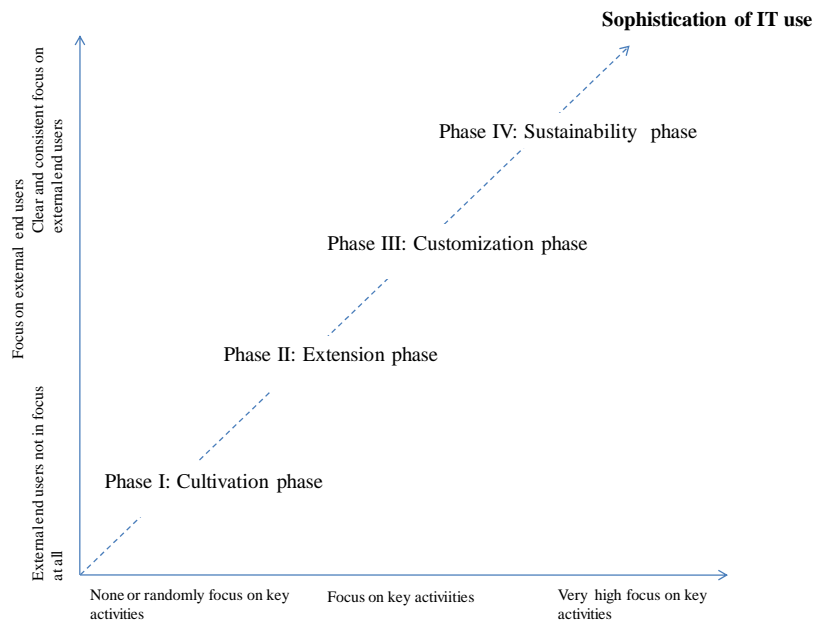 Sophistication of IT use
Clear and consistent focus on
external end users
Focus on external end users
External end users not in focus
at all
Phase IV: Sustainability phase
Phase III: Customization phase
Phase II: Extension phase
Phase I: Cultivation phase
None or randomly focus on key
activities
Focus on key activiities
Very high focus on key
activities